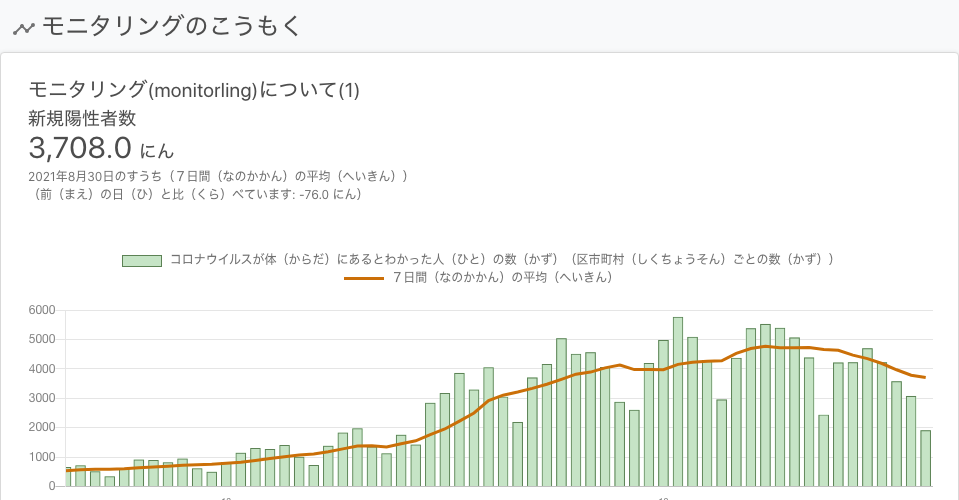 モニタリングのこうもく
モニタリング(monitorling)について(1)
新規陽性者数
3,708.0 にん
2021年8月30日のすうち（７日間（なのかかん）の平均（へいきん））
（前（まえ）の日（ひ）と比（くら）べています: -76.0 にん）
コロナウイルスが体（からだ）にあるとわかった人（ひと）の数（かず）（区市町村（しくちょうそん）ごとの数（かず））
７日間（なのかかん）の平均（へいきん）
6000
5000
4000
3000
2000
1000
0